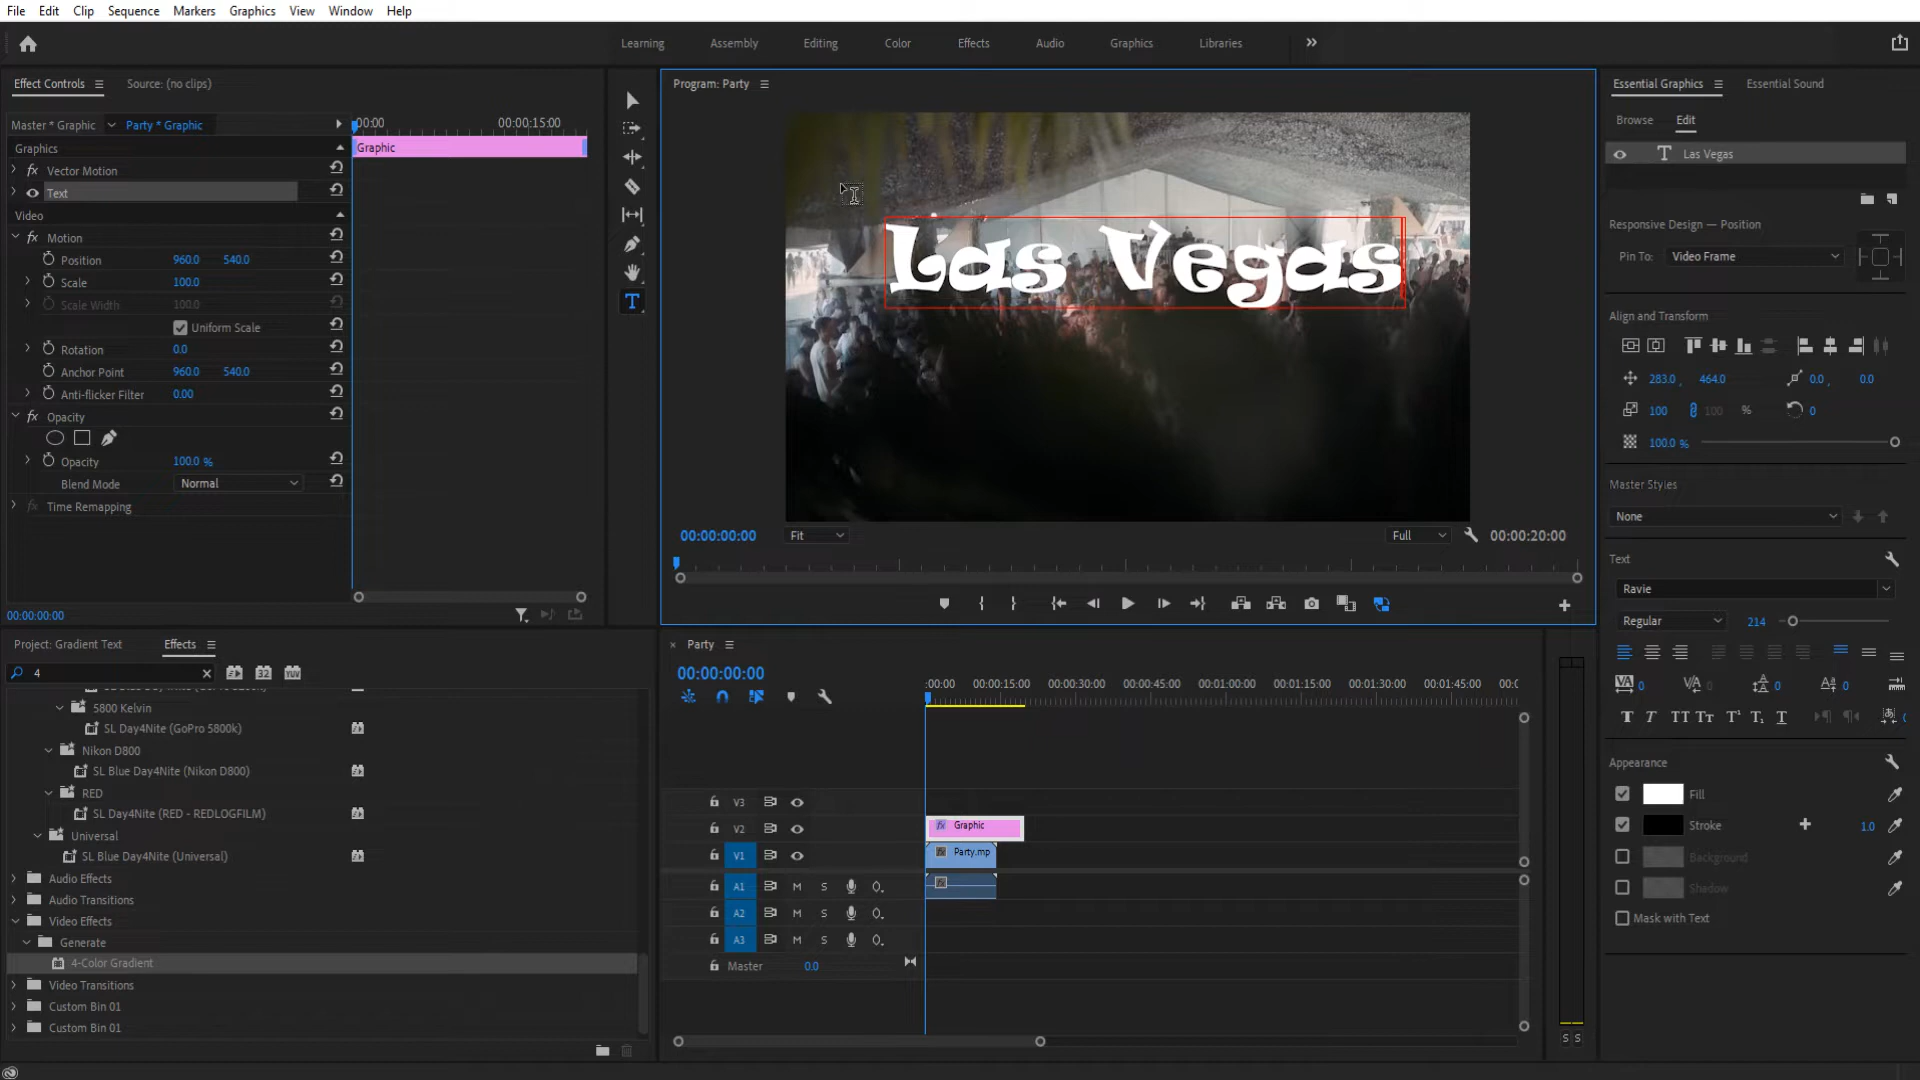 File Edit Clip Sequence Markers Graphics View Window Help
Learning Assembly Editing Color Effects Audio Graphics Libraries
Effect Controls Source: (no clips)
Master * Graphic Party * Graphic
:00:00 00:00:15:00
Graphics
Graphic
Vector Motion
Text
Video
Motion
Position 960.0 540.0
Scale 100.0
Scale Width 100.0
Uniform Scale
Rotation 0.0
Anchor Point 960.0 540.0
Anti-flicker Filter 0.00
Opacity
Opacity 100.0 %
Blend Mode Normal
Time Remapping
00:00:00:00
Program: Party
Las Vegas
00:00:00:00 Fit Full 00:00:20:00
Essential Graphics Essential Sound
Browse Edit
Las Vegas
Responsive Design — Position
Pin To: Video Frame
Align and Transform
283.0 , 464.0 0.0 , 0.0
100 100 % 0
100.0 %
Master Styles
None
Text
Ravie
Regular 214
0 0 0 0
T T TT Tr T¹ T₁ T
Appearance
Fill
Stroke 1.0
Background
Shadow
Mask with Text
Project: Gradient Text Effects
4
5800 Kelvin
SL Day4Nite (GoPro 5800k)
Nikon D800
SL Blue Day4Nite (Nikon D800)
RED
SL Day4Nite (RED - REDLOGFILM)
Universal
SL Blue Day4Nite (Universal)
Audio Effects
Audio Transitions
Video Effects
Generate
4-Color Gradient
Video Transitions
Custom Bin 01
Custom Bin 01
Party
00:00:00:00
:00:00 00:00:15:00 00:00:30:00 00:00:45:00 00:01:00:00 00:01:15:00 00:01:30:00 00:01:45:00
V3
V2 Graphic
V1 Party.mp
A1 M S
A2 M S
A3 M S
Master 0.0
S S